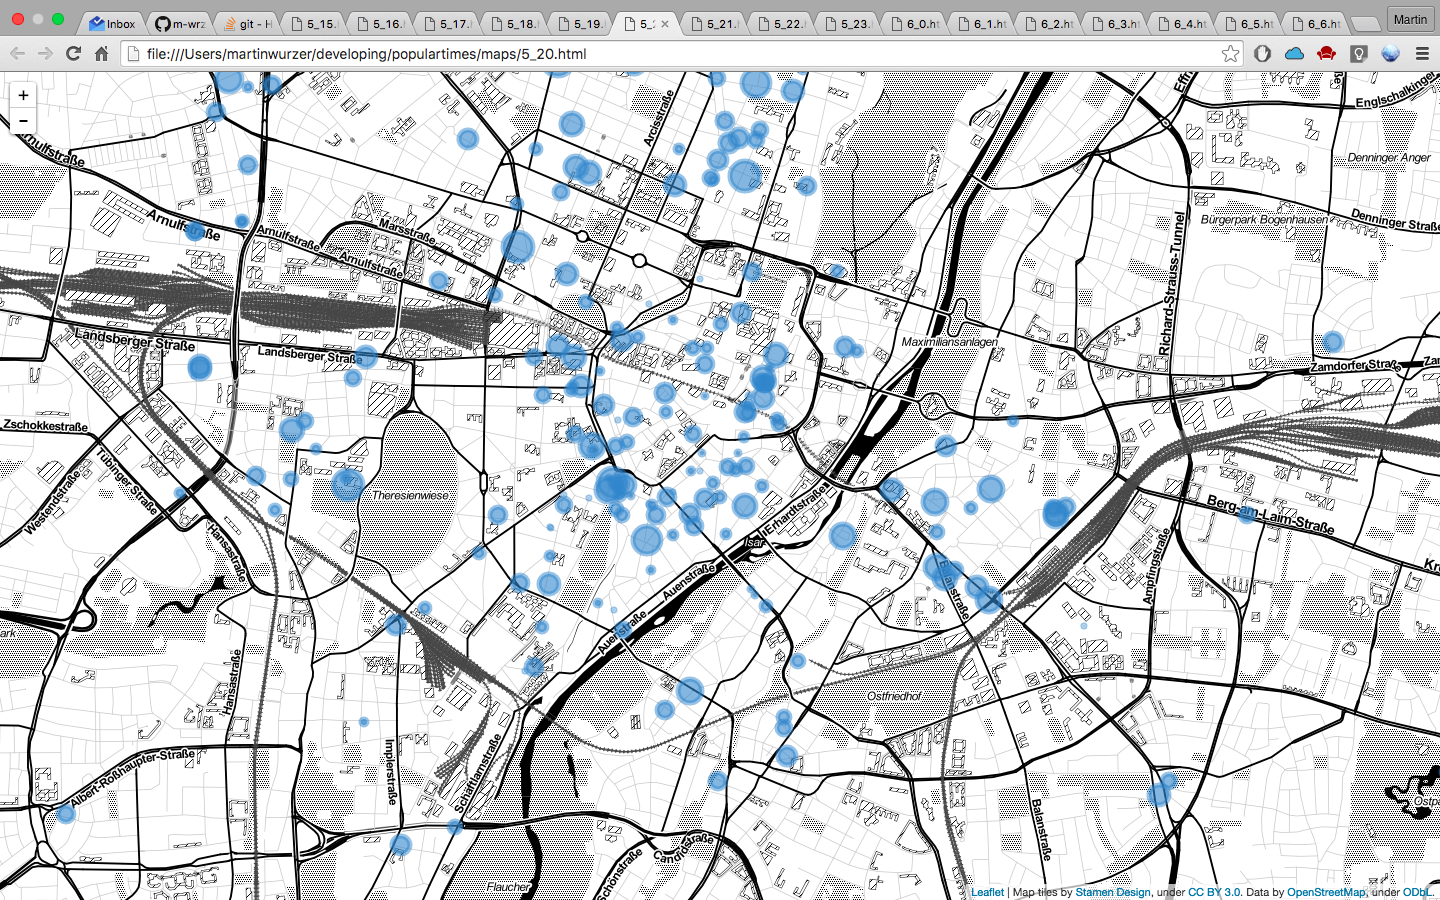 Inbox
m-wrz
git - H
5_15.
5_16.
5_17.
5_18.
5_19.
5_2
5_21.
5_22.
5_23.
6_0.ht
6_1.ht
6_2.ht
6_3.ht
6_4.ht
6_5.ht
6_6.ht
Martin
file:///Users/martinwurzer/developing/populartimes/maps/5_20.html
+
−
Arcisstraße
Englschalkinger
Denninger Anger
Arnulfstraße
Marsstraße
Arnulfstraße
Arnulfstraße
Bürgerpark Bogenhausen
Denninger Straße
Richard-Strauss-Tunnel
Landsberger Straße
Landsberger Straße
Maximiliansanlagen
Zamdorfer Straße
Zschokkestraße
Tübinger Straße
Westendstraße
Theresienwiese
Erhardtstraße
Berg-am-Laim-Straße
Isar
Hansastraße
Auenstraße
Ampfingstraße
Auenstraße
Hansastraße
Ostfriedhof
Albert-Roßhaupter-Straße
Implerstraße
Schäftlarnstraße
Balanstraße
Schönstraße
Candidstraße
Flaucher
Leaflet | Map tiles by Stamen Design, under CC BY 3.0. Data by OpenStreetMap, under ODbL.